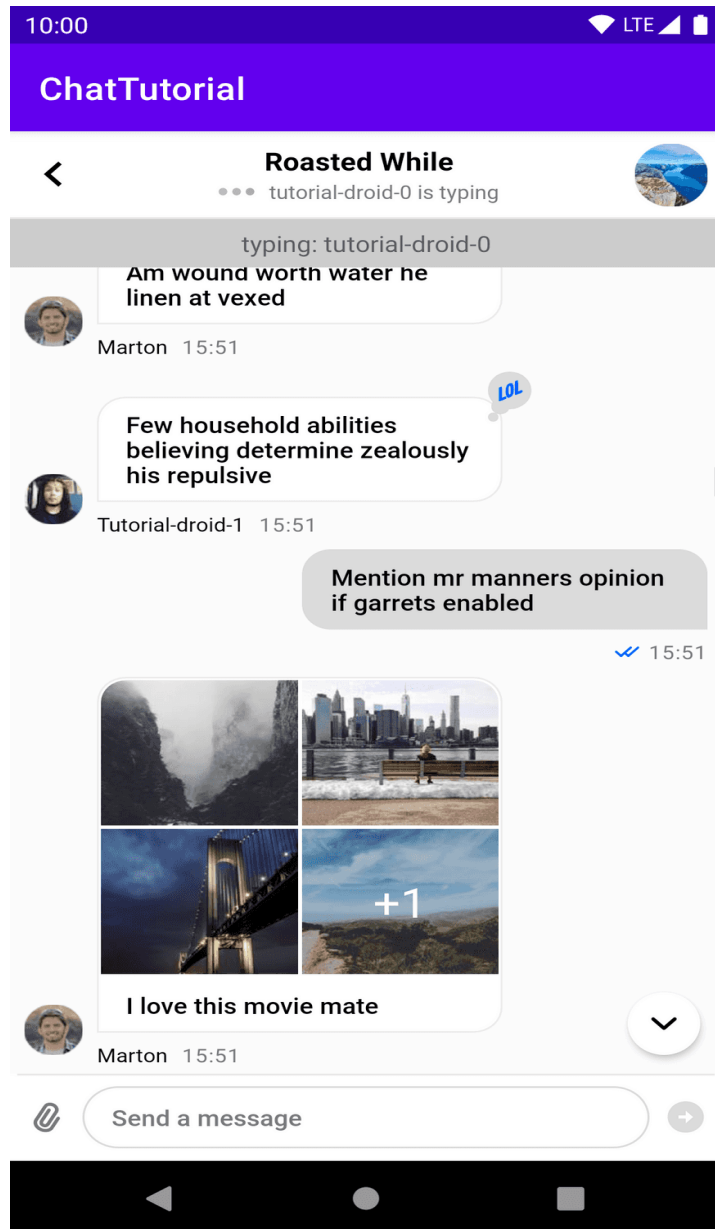 10:00 LTE
ChatTutorial
Roasted While
tutorial-droid-0 is typing
typing: tutorial-droid-0
Am wound worth water he
linen at vexed
Marton 15:51
LOL
Few household abilities
believing determine zealously
his repulsive
Tutorial-droid-1 15:51
Mention mr manners opinion
if garrets enabled
15:51
+1
I love this movie mate
Marton 15:51
Send a message